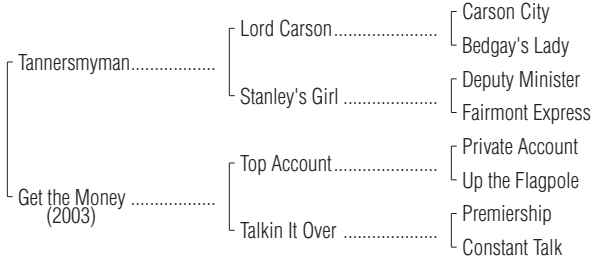 Carson City
Lord Carson....................
Bedgay's Lady
Tannersmyman................
Deputy Minister
Stanley's Girl ..................
Fairmont Express
Private Account
Top Account....................
Up the Flagpole
Get the Money ................
(2003)
Premiership
Talkin It Over ..................
Constant Talk